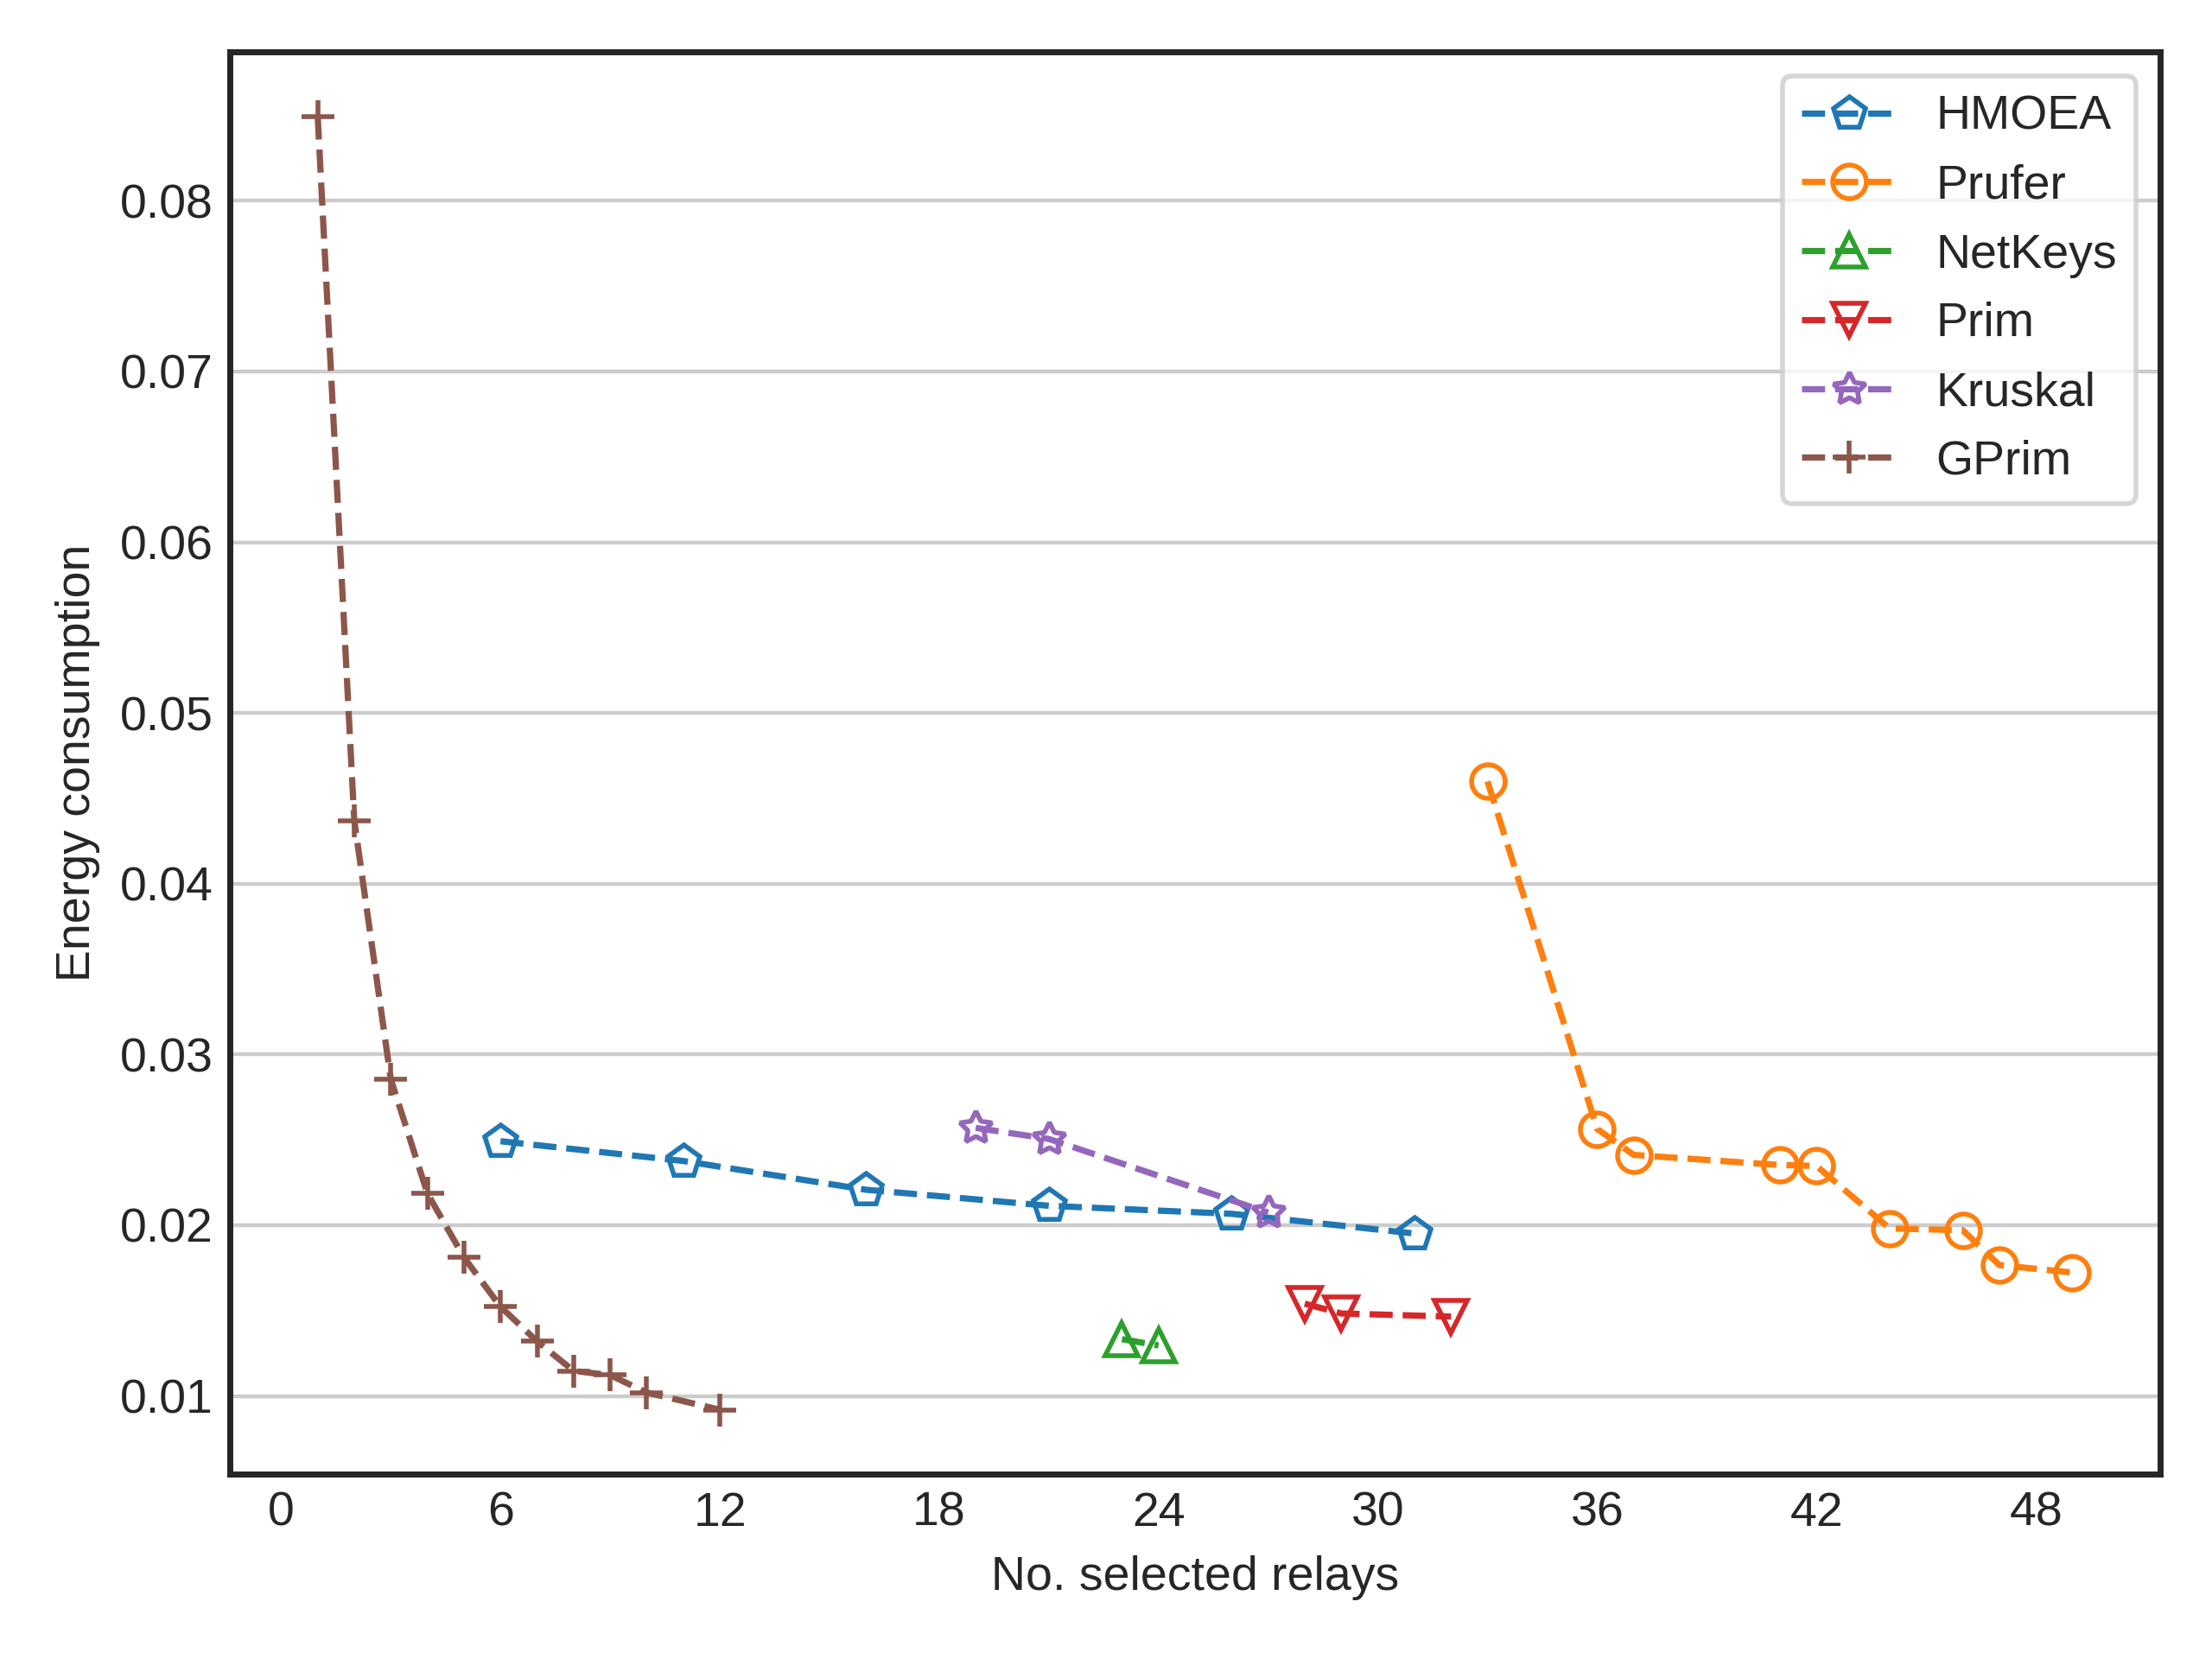 HMOEA
Prufer
NetKeys
Prim
Kruskal
GPrim
0.08
0.07
0.06
0.05
0.04
0.03
0.02
0.01
Energy consumption
0 6 12 18 24 30 36 42 48
No. selected relays